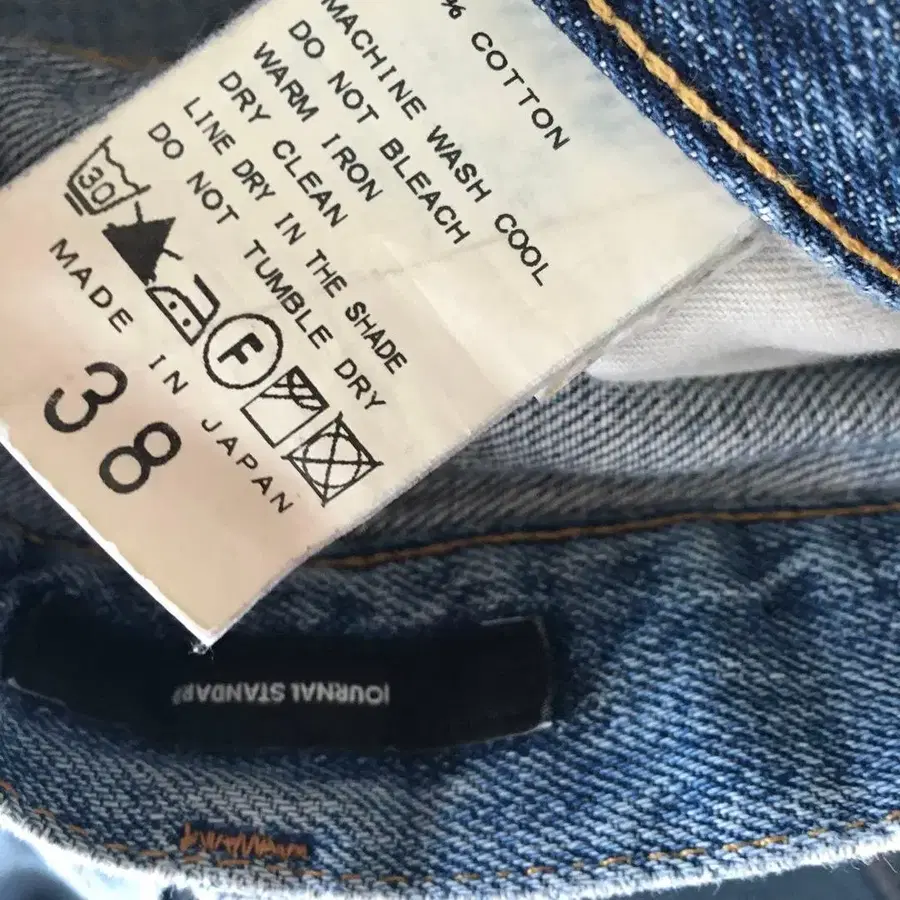 % COTTON
MACHINE WASH COOL
DO NOT BLEACH
WARM IRON
DRY CLEAN
LINE DRY IN THE SHADE
DO NOT TUMBLE DRY
30
F
MADE IN JAPAN
38
JOURNAL STANDARD